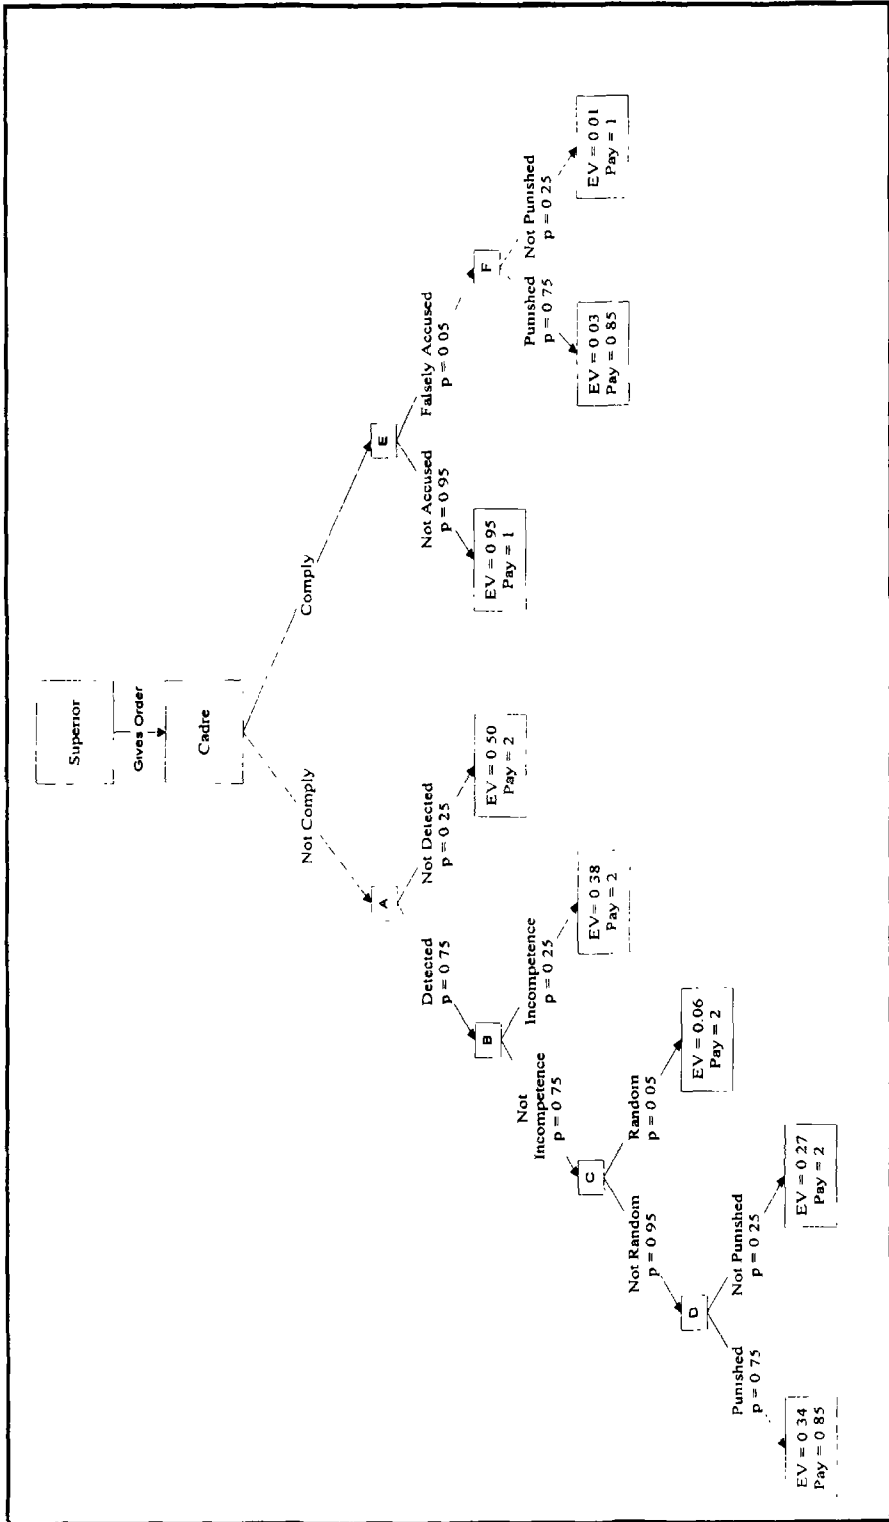 Superior
Gives Order
Cadre
Not Comply
Comply
A
E
Detected
p = 0 75
Not Detected
p = 0 25
Not Accused
p = 0 95
Falsely Accused
p = 0 05
B
EV = 0 50
Pay = 2
EV = 0 95
Pay = 1
F
Not
Incompetence
p = 0 75
Incompetence
p = 0 25
Punished
p = 0 75
Not Punished
p = 0 25
C
EV = 0 38
Pay = 2
EV = 0 03
Pay = 0 85
EV = 0 01
Pay = 1
Not Random
p = 0 95
Random
p = 0 05
D
EV = 0.06
Pay = 2
Punished
p = 0 75
Not Punished
p = 0 25
EV = 0 34
Pay = 0 85
EV = 0 27
Pay = 2